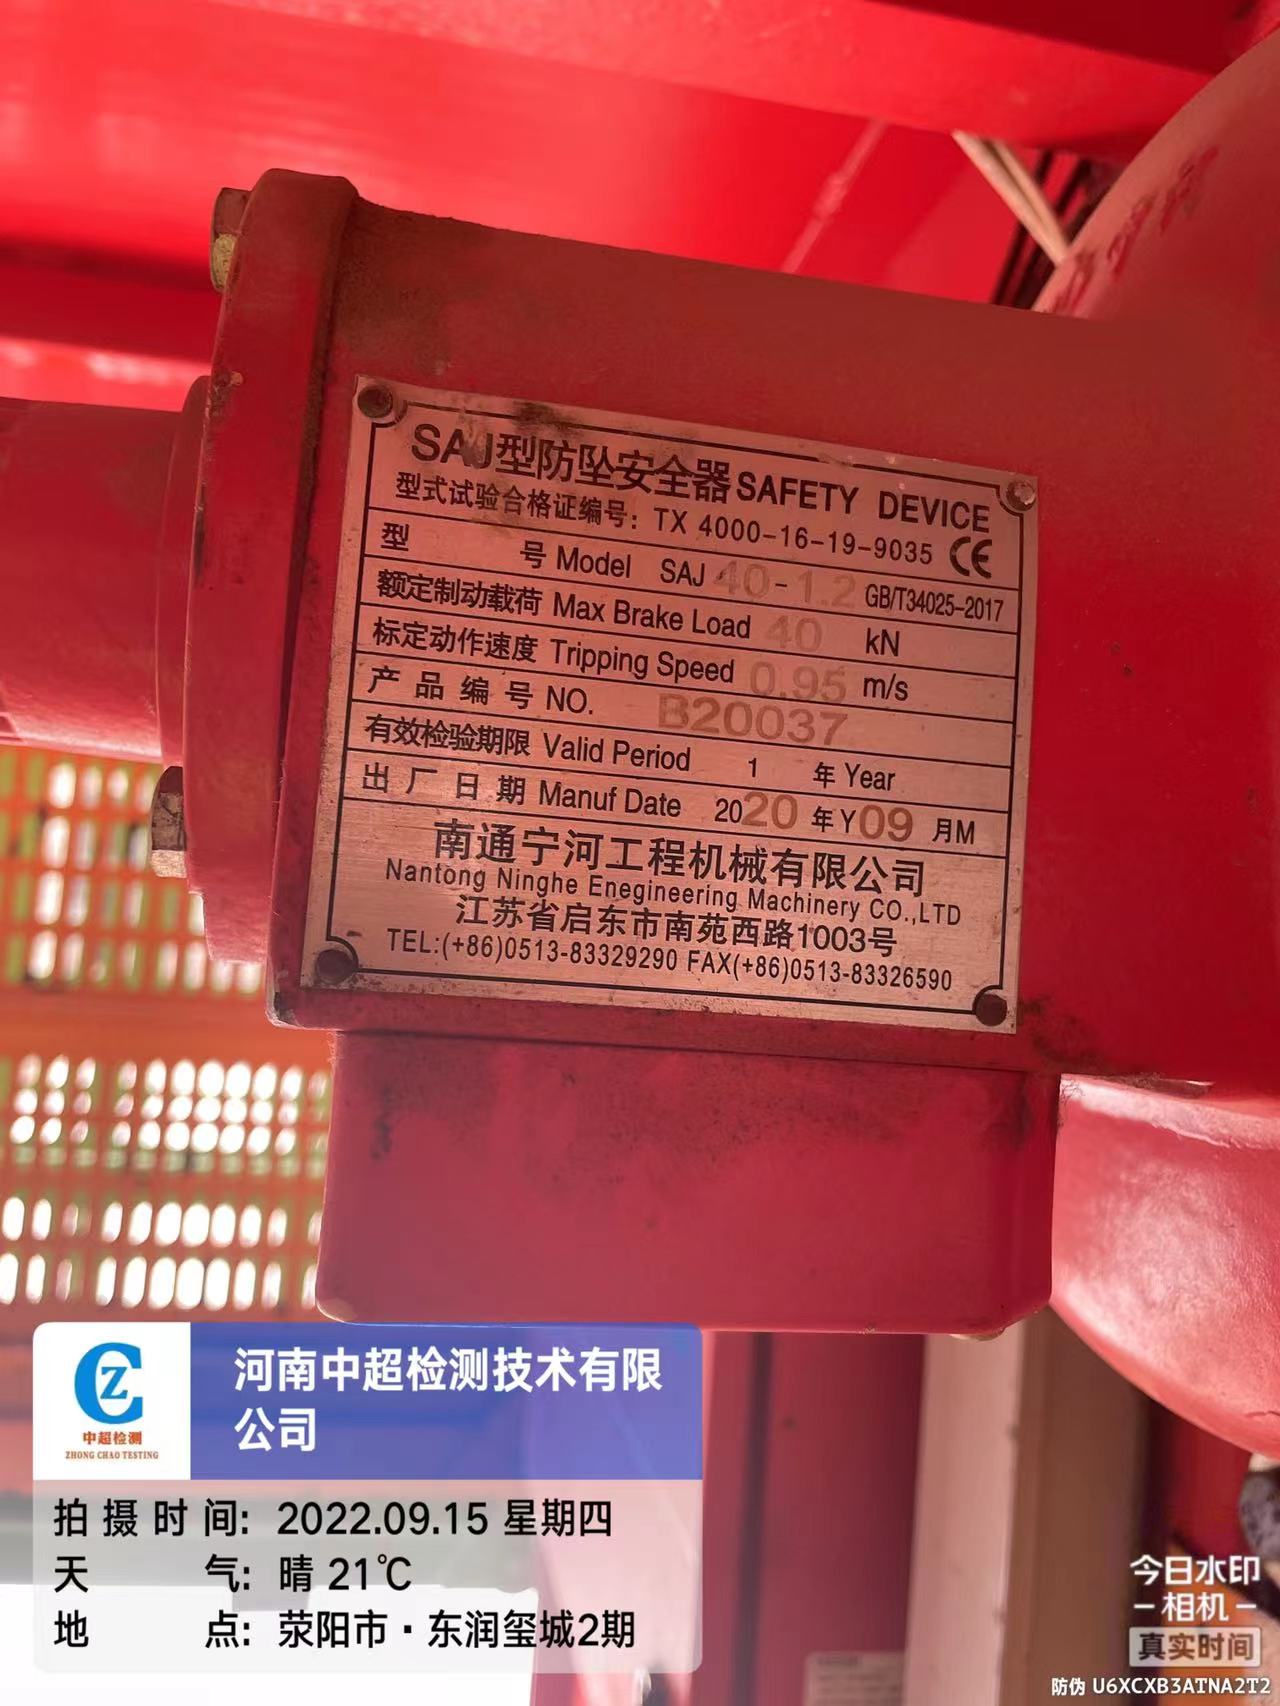 SAJ型防坠安全器 SAFETY DEVICE
型式试验合格证编号: TX 4000-16-19-9035 CE
型 号 Model SAJ 40-1.2 GB/T34025-2017
额定制动载荷 Max Brake Load 40 kN
标定动作速度 Tripping Speed 0.95 m/s
产品编号 NO. B20037
有效检验期限 Valid Period 1 年 Year
出厂日期 Manuf Date 2020 年Y 09 月M
南通宁河工程机械有限公司
Nantong Ninghe Enegineering Machinery CO.,LTD
江苏省启东市南苑西路1003号
TEL:(+86)0513-83329290 FAX(+86)0513-83326590
CZ
中超检测
ZHONG CHAO TESTING
河南中超检测技术有限
公司
拍摄时间: 2022.09.15 星期四
天 气: 晴 21℃
地 点: 荥阳市·东润玺城2期
今日水印
-相机-
真实时间
防伪 U6XCXB3ATNA2T2